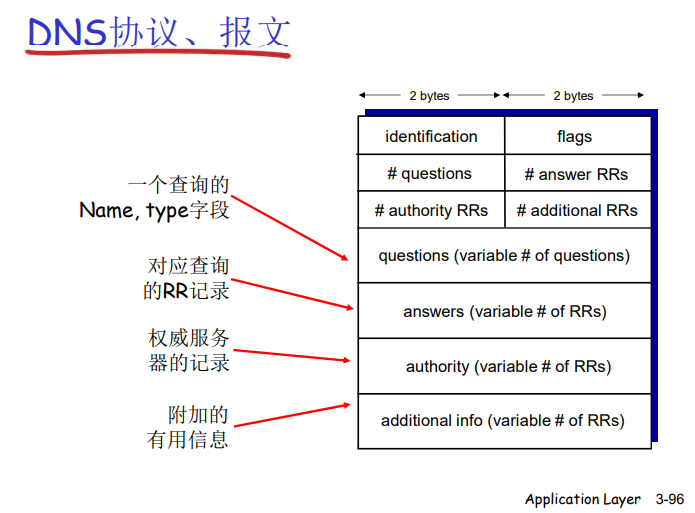 DNS协议、报文
2 bytes 2 bytes
identification flags
# questions # answer RRs
# authority RRs # additional RRs
questions (variable # of questions)
answers (variable # of RRs)
authority (variable # of RRs)
additional info (variable # of RRs)
一个查询的
Name, type字段
对应查询
的RR记录
权威服务
器的记录
附加的
有用信息
Application Layer 3-96